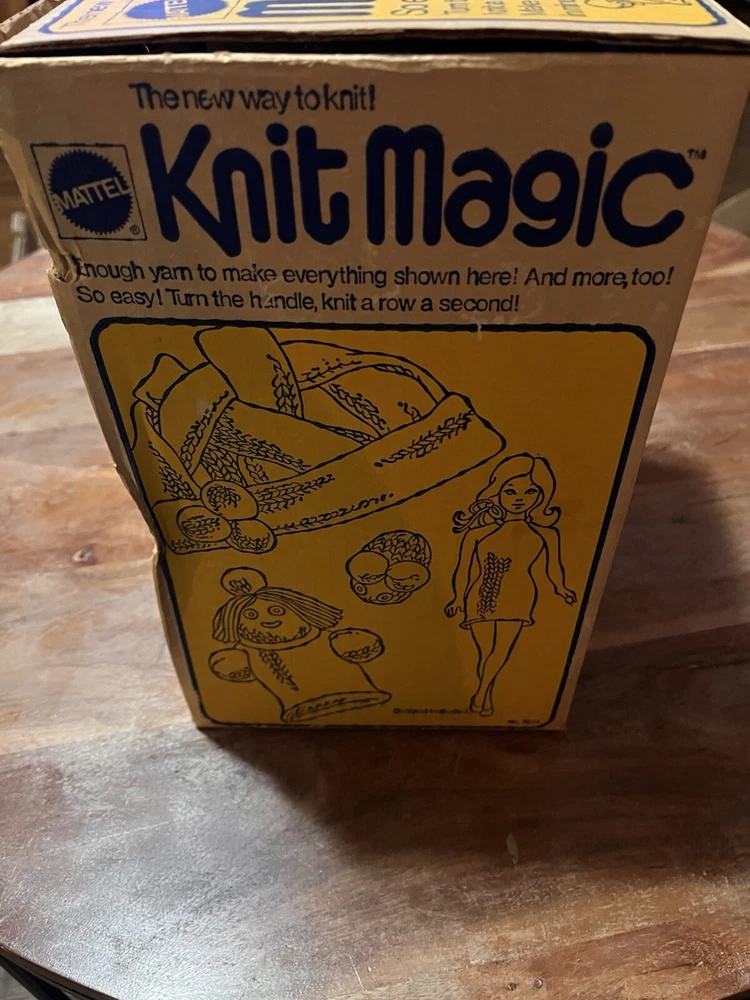 The new way to knit!
MATTEL
®
Knit Magic™
Enough yarn to make everything shown here! And more, too!
So easy! Turn the handle, knit a row a second!